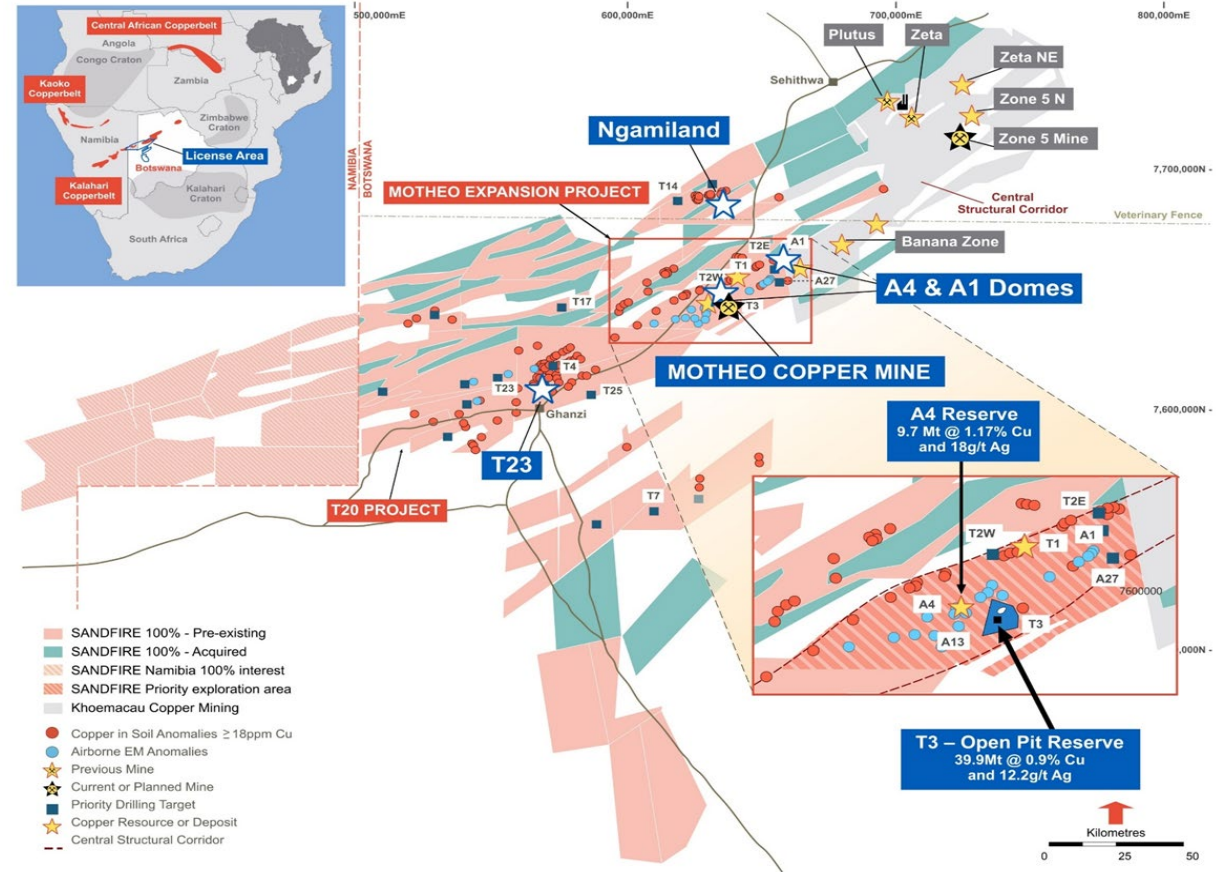 500,000mE
600,000mE
700,000mE
800,000mE
Central African Copperbelt
Angola
Congo Craton
Zambia
Kaoko
Copperbelt
Zimbabwe
Craton
Namibia
License Area
Botswana
Kalahari
Copperbelt
Kalahari
Craton
South Africa
NAMIBIA
BOTSWANA
Plutus
Zeta
Sehithwa
Zeta NE
Zone 5 N
Zone 5 Mine
Ngamiland
7,700,000N -
MOTHEO EXPANSION PROJECT
T14
Central
Structural Corridor
Veterinary Fence
Banana Zone
T2E
A1
T1
T2W
A27
A4 & A1 Domes
T17
T3
MOTHEO COPPER MINE
T4
T23
T25
Ghanzi
7,600,000N -
T23
A4 Reserve
9.7 Mt @ 1.17% Cu
and 18g/t Ag
T20 PROJECT
T7
T2E
T2W
T1
A1
A27
7600000
A4
T3
A13
,000N -
SANDFIRE 100% - Pre-existing
SANDFIRE 100% - Acquired
SANDFIRE Namibia 100% interest
SANDFIRE Priority exploration area
Khoemacau Copper Mining
Copper in Soil Anomalies ≥18ppm Cu
Airborne EM Anomalies
Previous Mine
Current or Planned Mine
Priority Drilling Target
Copper Resource or Deposit
Central Structural Corridor
T3 – Open Pit Reserve
39.9Mt @ 0.9% Cu
and 12.2g/t Ag
Kilometres
0 25 50